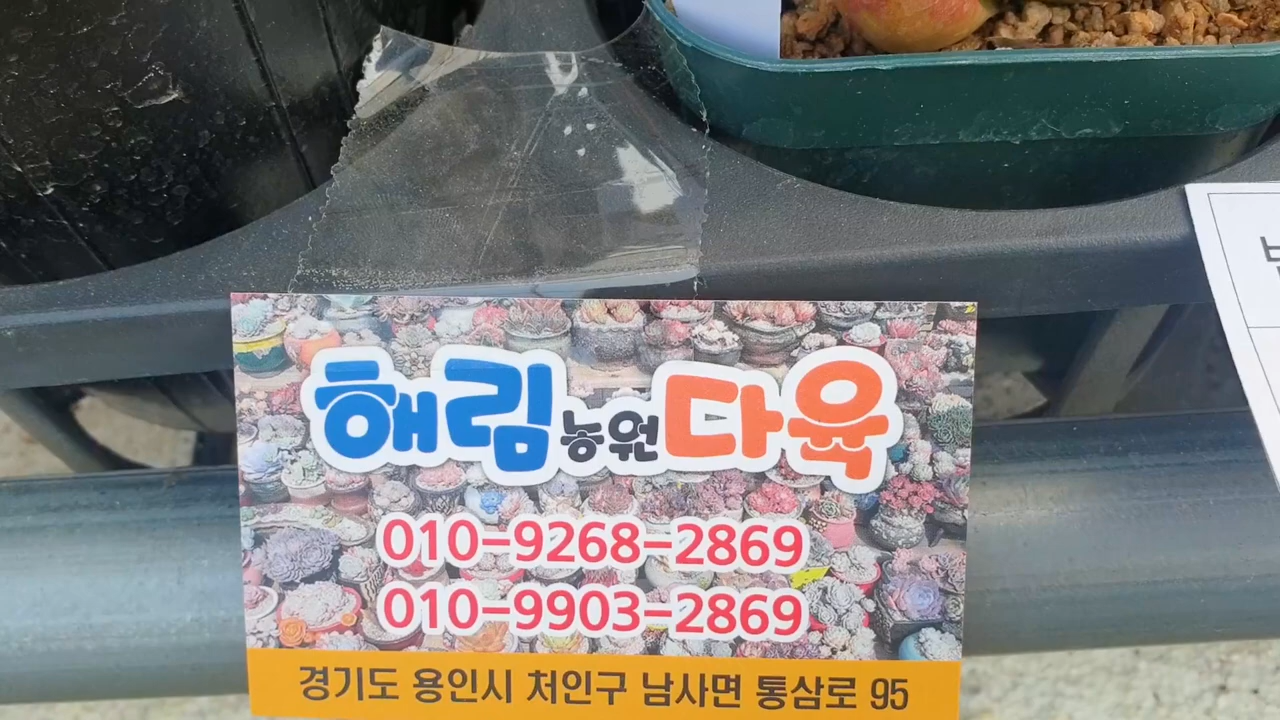 해림농원다육
010-9268-2869
010-9903-2869
경기도 용인시 처인구 남사면 통삼로 95